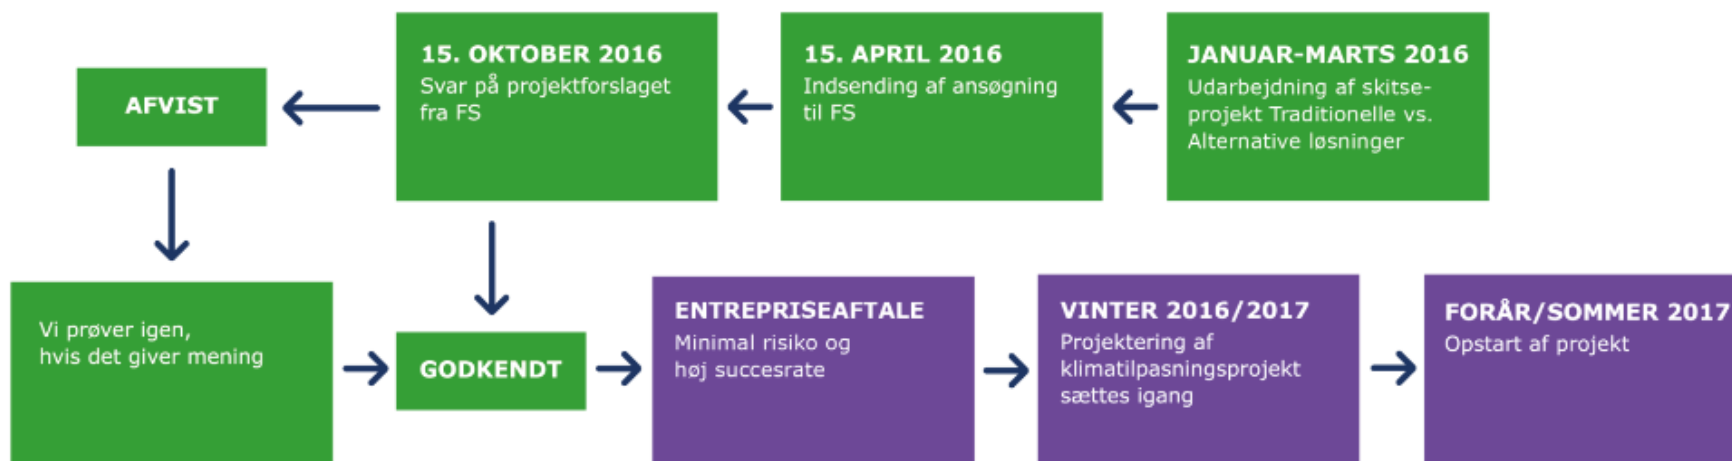 AFVIST
15. OKTOBER 2016
Svar på projektforslaget
fra FS
15. APRIL 2016
Indsending af ansøgning
til FS
JANUAR-MARTS 2016
Udarbejdning af skitse-
projekt Traditionelle vs.
Alternative løsninger
Vi prøver igen,
hvis det giver mening
GODKENDT
ENTREPRISEAFTALE
Minimal risiko og
høj succesrate
VINTER 2016/2017
Projektering af
klimatilpasningsprojekt
sættes igang
FORÅR/SOMMER 2017
Opstart af projekt